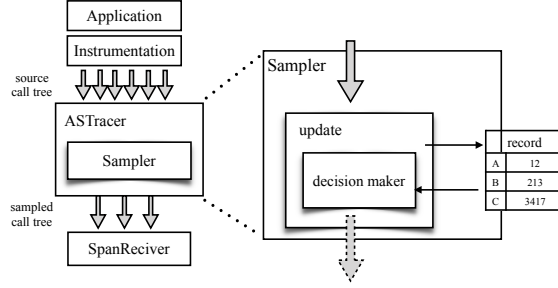 Application
Instrumentation
source
call tree
ASTracer
Sampler
sampled
call tree
SpanReciver
Sampler
update
decision maker
record
A 12
B 213
C 3417